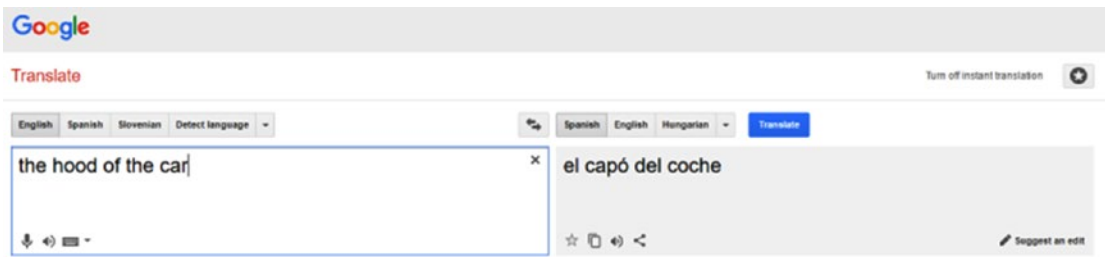 Google
Translate
Turn off instant translation
English Spanish Slovenian Detect language
Spanish English Hungarian Translate
the hood of the car
el capó del coche
Suggest an edit